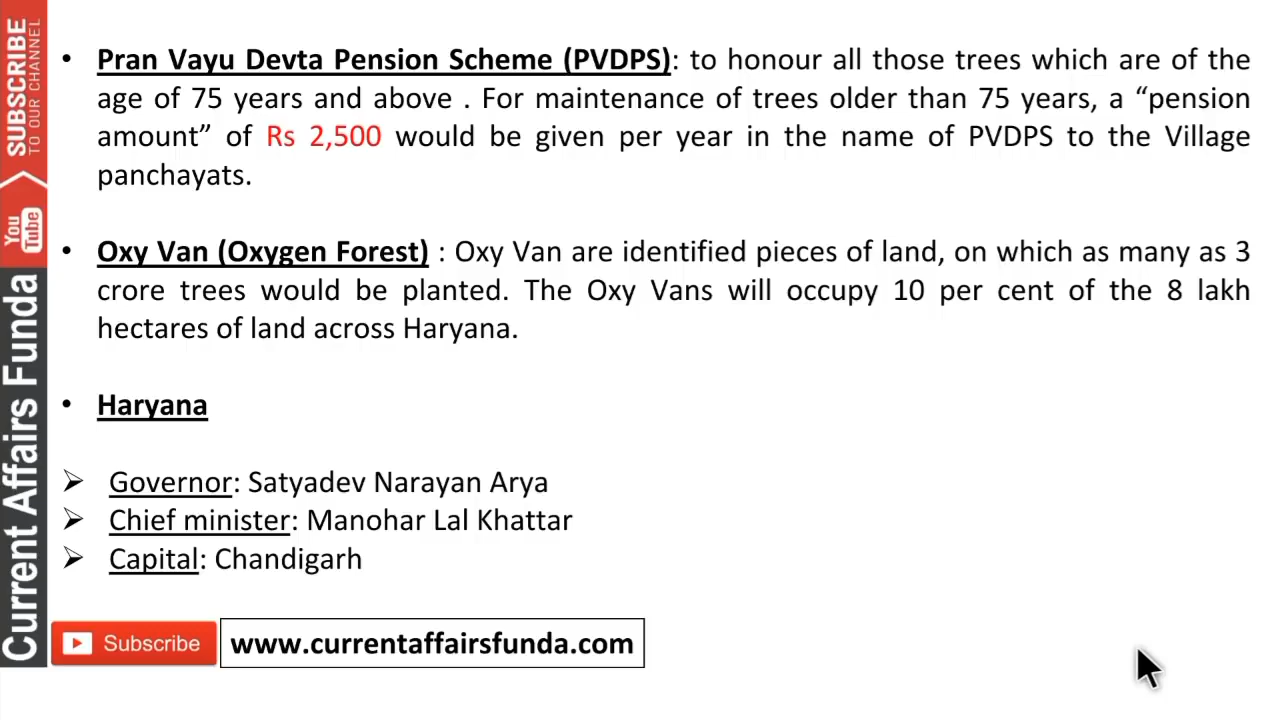 SUBSCRIBE
TO OUR CHANNEL
You
Tube
Current Affairs Funda
• Pran Vayu Devta Pension Scheme (PVDPS): to honour all those trees which are of the
age of 75 years and above . For maintenance of trees older than 75 years, a “pension
amount” of Rs 2,500 would be given per year in the name of PVDPS to the Village
panchayats.
• Oxy Van (Oxygen Forest) : Oxy Van are identified pieces of land, on which as many as 3
crore trees would be planted. The Oxy Vans will occupy 10 per cent of the 8 lakh
hectares of land across Haryana.
• Haryana
➢ Governor: Satyadev Narayan Arya
➢ Chief minister: Manohar Lal Khattar
➢ Capital: Chandigarh
Subscribe
www.currentaffairsfunda.com